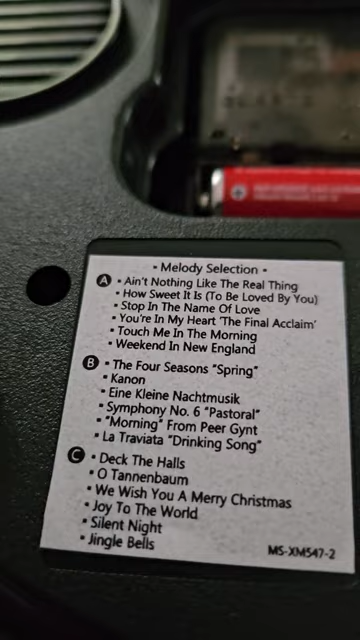 • Melody Selection •
A • Ain't Nothing Like The Real Thing
• How Sweet It Is (To Be Loved By You)
• Stop In The Name Of Love
• You're In My Heart 'The Final Acclaim'
• Touch Me In The Morning
• Weekend In New England
B • The Four Seasons "Spring"
• Kanon
• Eine Kleine Nachtmusik
• Symphony No. 6 "Pastoral"
• "Morning" From Peer Gynt
• La Traviata "Drinking Song"
C • Deck The Halls
• O Tannenbaum
• We Wish You A Merry Christmas
• Joy To The World
• Silent Night
• Jingle Bells
MS-XM547-2